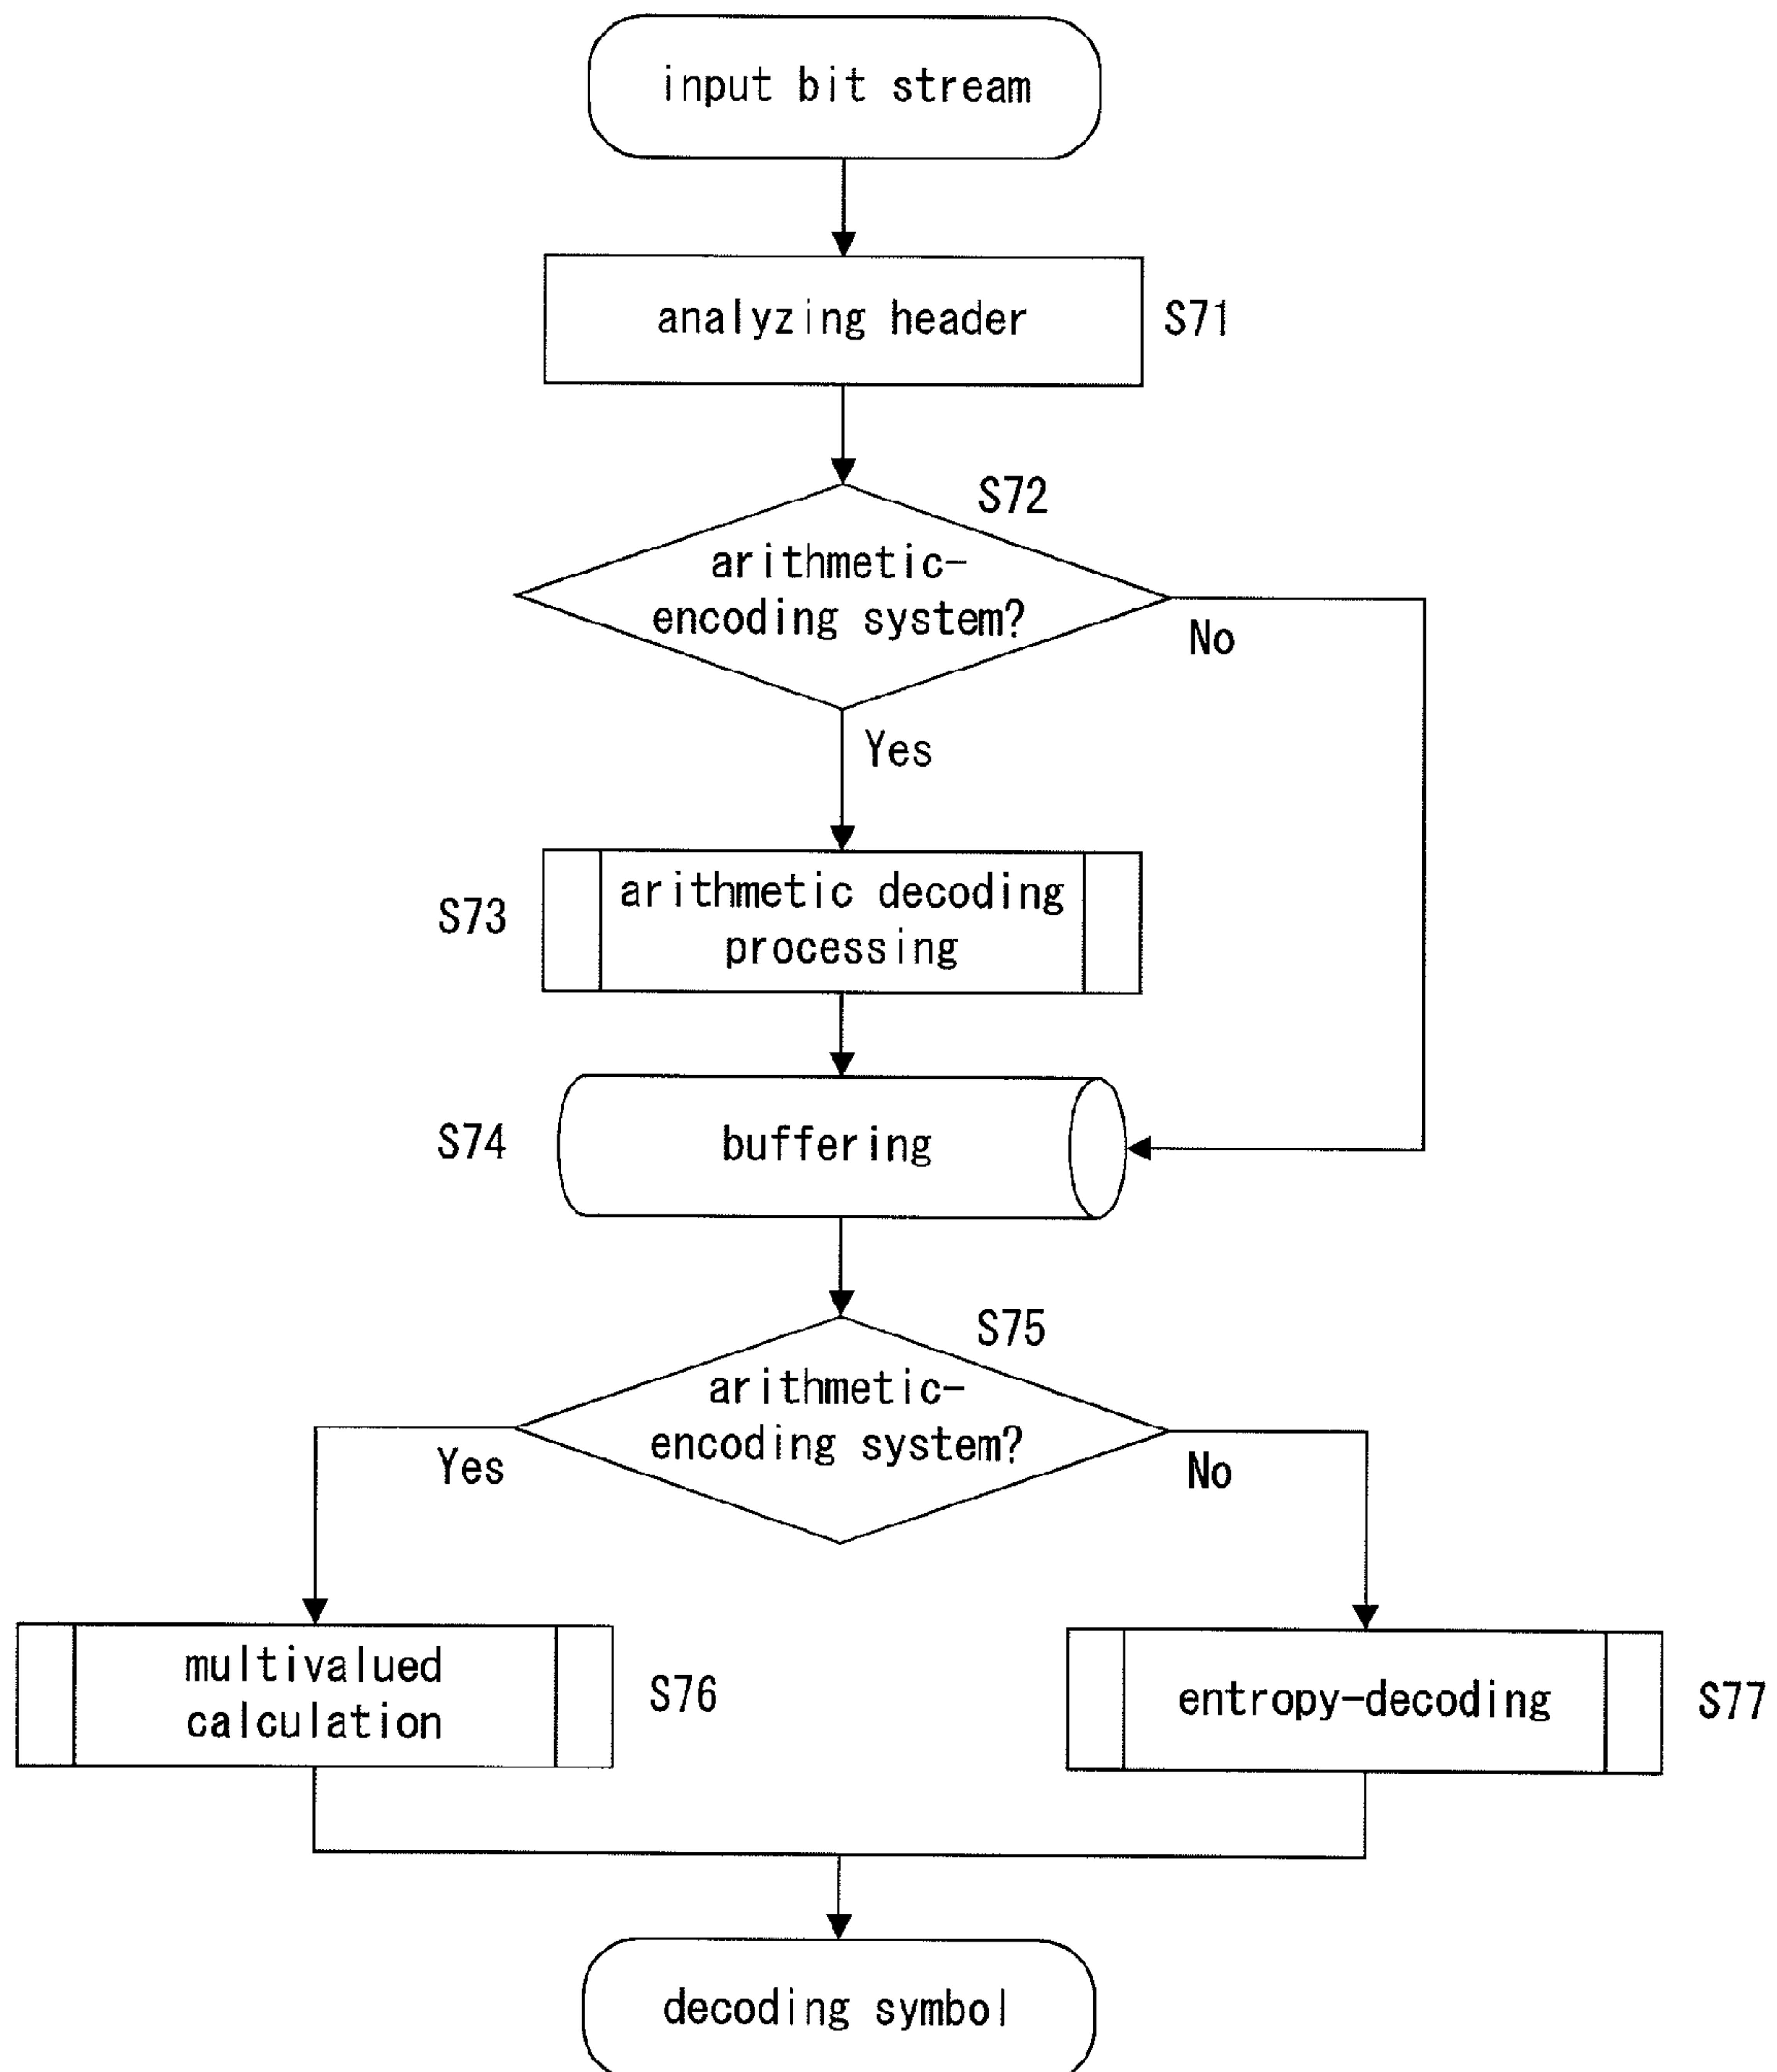 input bit stream
analyzing header
S71
S72
arithmetic-
encoding system?
No
Yes
S73
arithmetic decoding
processing
S74
buffering
S75
arithmetic-
encoding system?
Yes
No
multivalued
calculation
S76
entropy-decoding
S77
decoding symbol